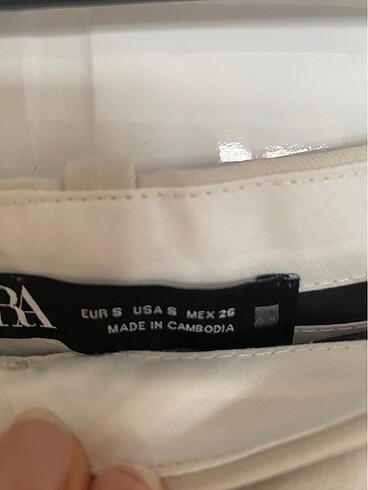 RA
EUR S USA S MEX 26
MADE IN CAMBODIA